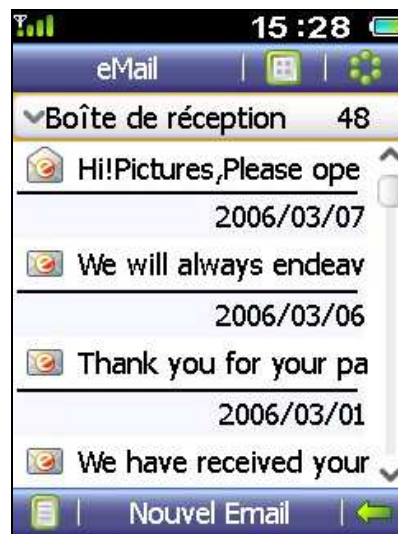 15:28
eMail
Boîte de réception 48
Hi!Pictures,Please ope
2006/03/07
We will always endeav
2006/03/06
Thank you for your pa
2006/03/01
We have received your
Nouvel Email